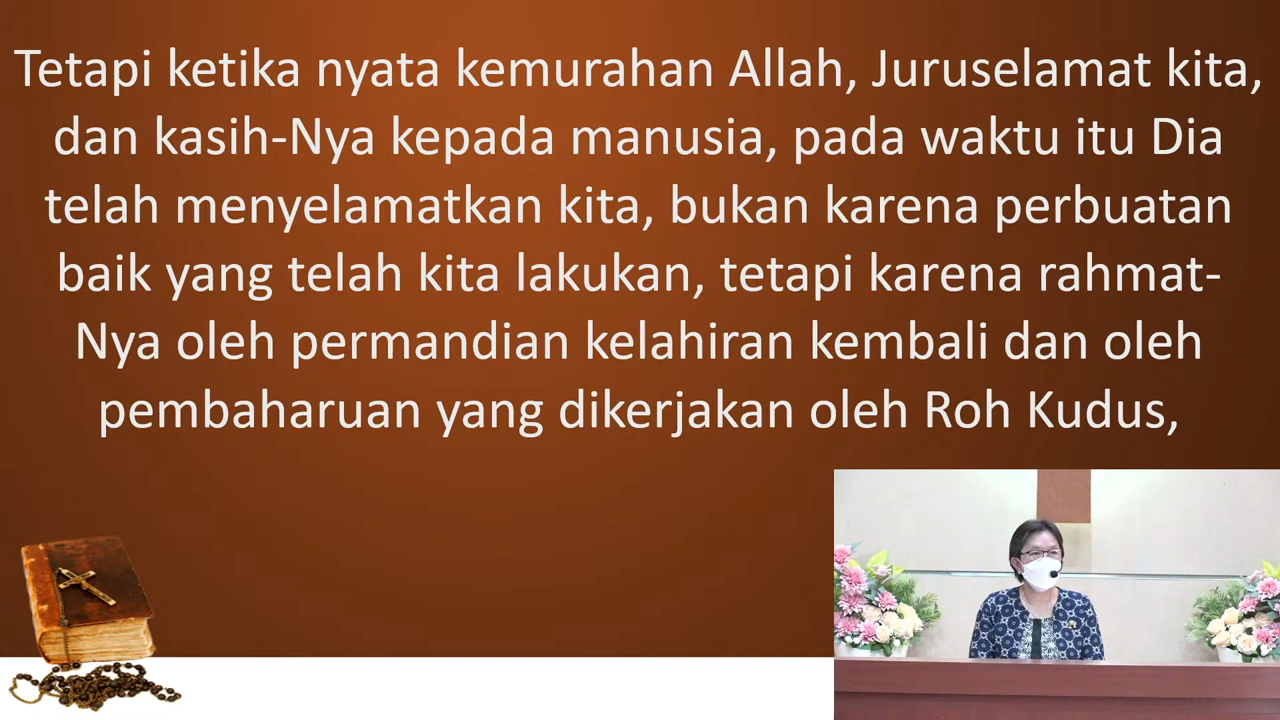 Tetapi ketika nyata kemurahan Allah, Juruselamat kita,
dan kasih-Nya kepada manusia, pada waktu itu Dia
telah menyelamatkan kita, bukan karena perbuatan
baik yang telah kita lakukan, tetapi karena rahmat-
Nya oleh permandian kelahiran kembali dan oleh
pembaharuan yang dikerjakan oleh Roh Kudus,